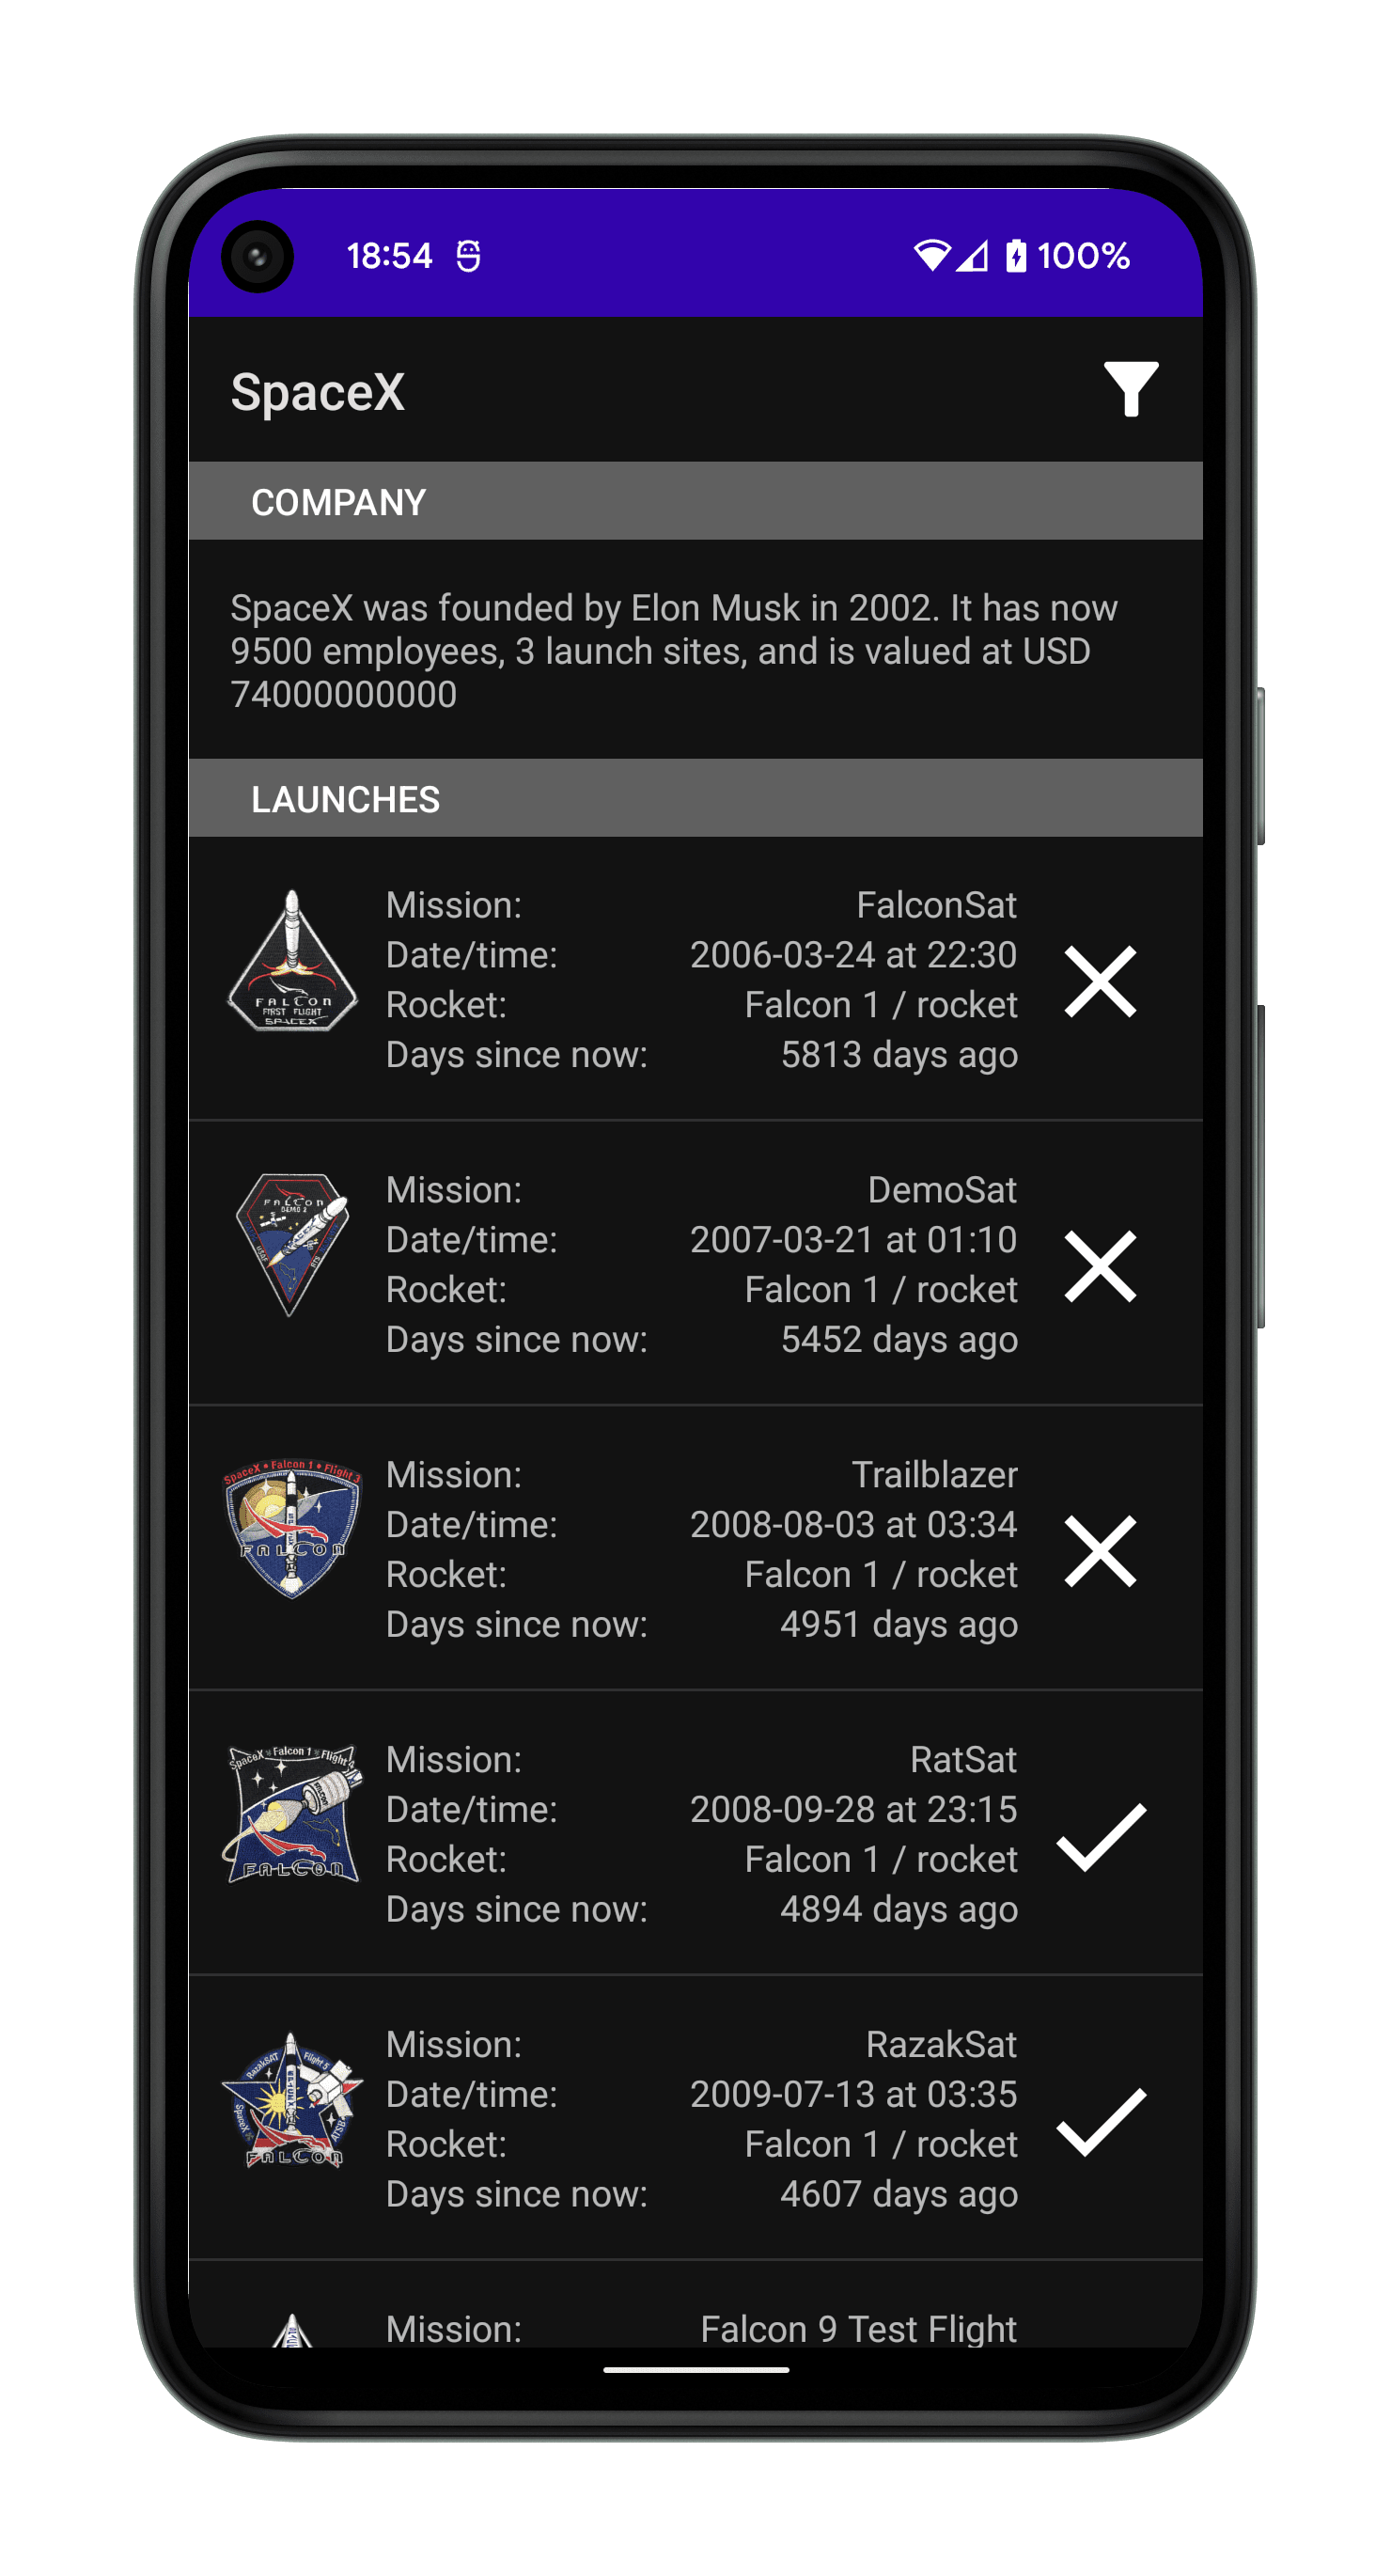 18:54
100%
SpaceX
COMPANY
SpaceX was founded by Elon Musk in 2002. It has now
9500 employees, 3 launch sites, and is valued at USD
74000000000
LAUNCHES
FALCON
FIRST FLIGHT
SPACEX
Mission: FalconSat
Date/time: 2006-03-24 at 22:30
Rocket: Falcon 1 / rocket
Days since now: 5813 days ago
FALCON
DEMO 2
Mission: DemoSat
Date/time: 2007-03-21 at 01:10
Rocket: Falcon 1 / rocket
Days since now: 5452 days ago
SpaceX • Falcon 1 • Flight 3
FALCON
Mission: Trailblazer
Date/time: 2008-08-03 at 03:34
Rocket: Falcon 1 / rocket
Days since now: 4951 days ago
SpaceX Falcon 1 Flight 4
FALCON
Mission: RatSat
Date/time: 2008-09-28 at 23:15
Rocket: Falcon 1 / rocket
Days since now: 4894 days ago
RazakSAT Flight 5
SpaceX ATSB
FALCON
Mission: RazakSat
Date/time: 2009-07-13 at 03:35
Rocket: Falcon 1 / rocket
Days since now: 4607 days ago
Mission: Falcon 9 Test Flight